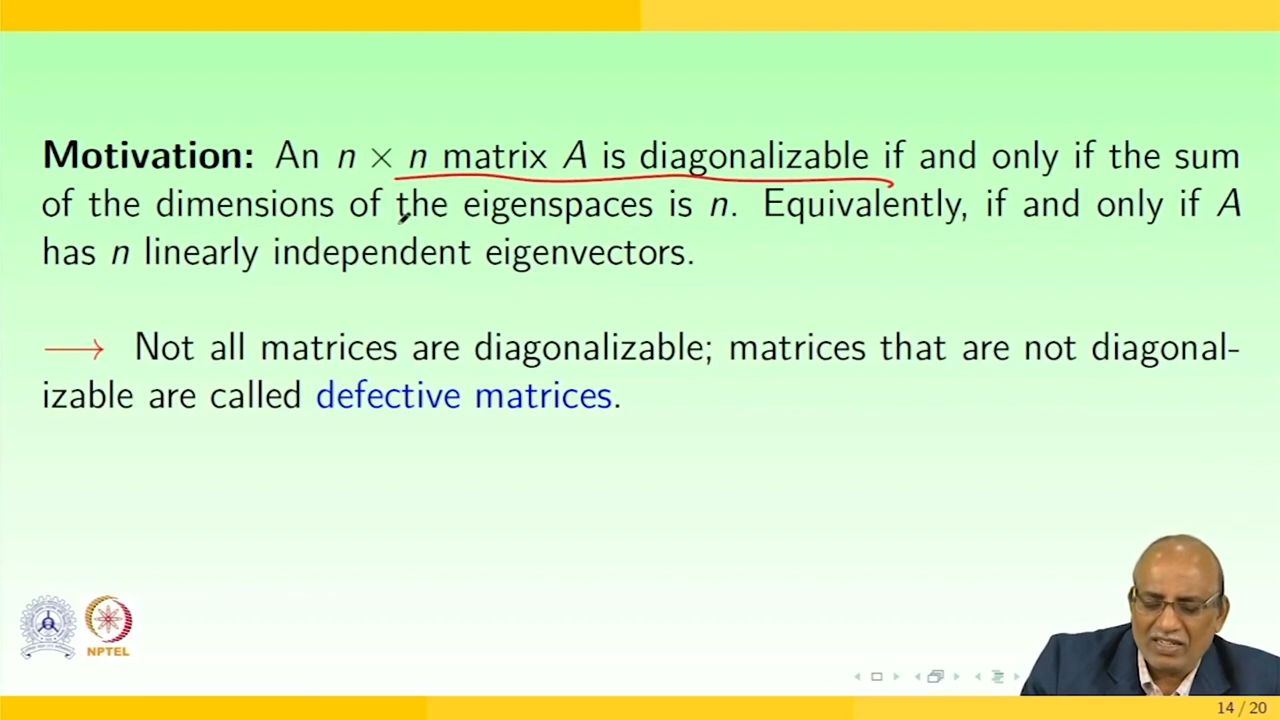 Motivation: An n × n matrix A is diagonalizable if and only if the sum
of the dimensions of the eigenspaces is n. Equivalently, if and only if A
has n linearly independent eigenvectors.
⟶ Not all matrices are diagonalizable; matrices that are not diagonal-
izable are called defective matrices.
NPTEL
14 / 20